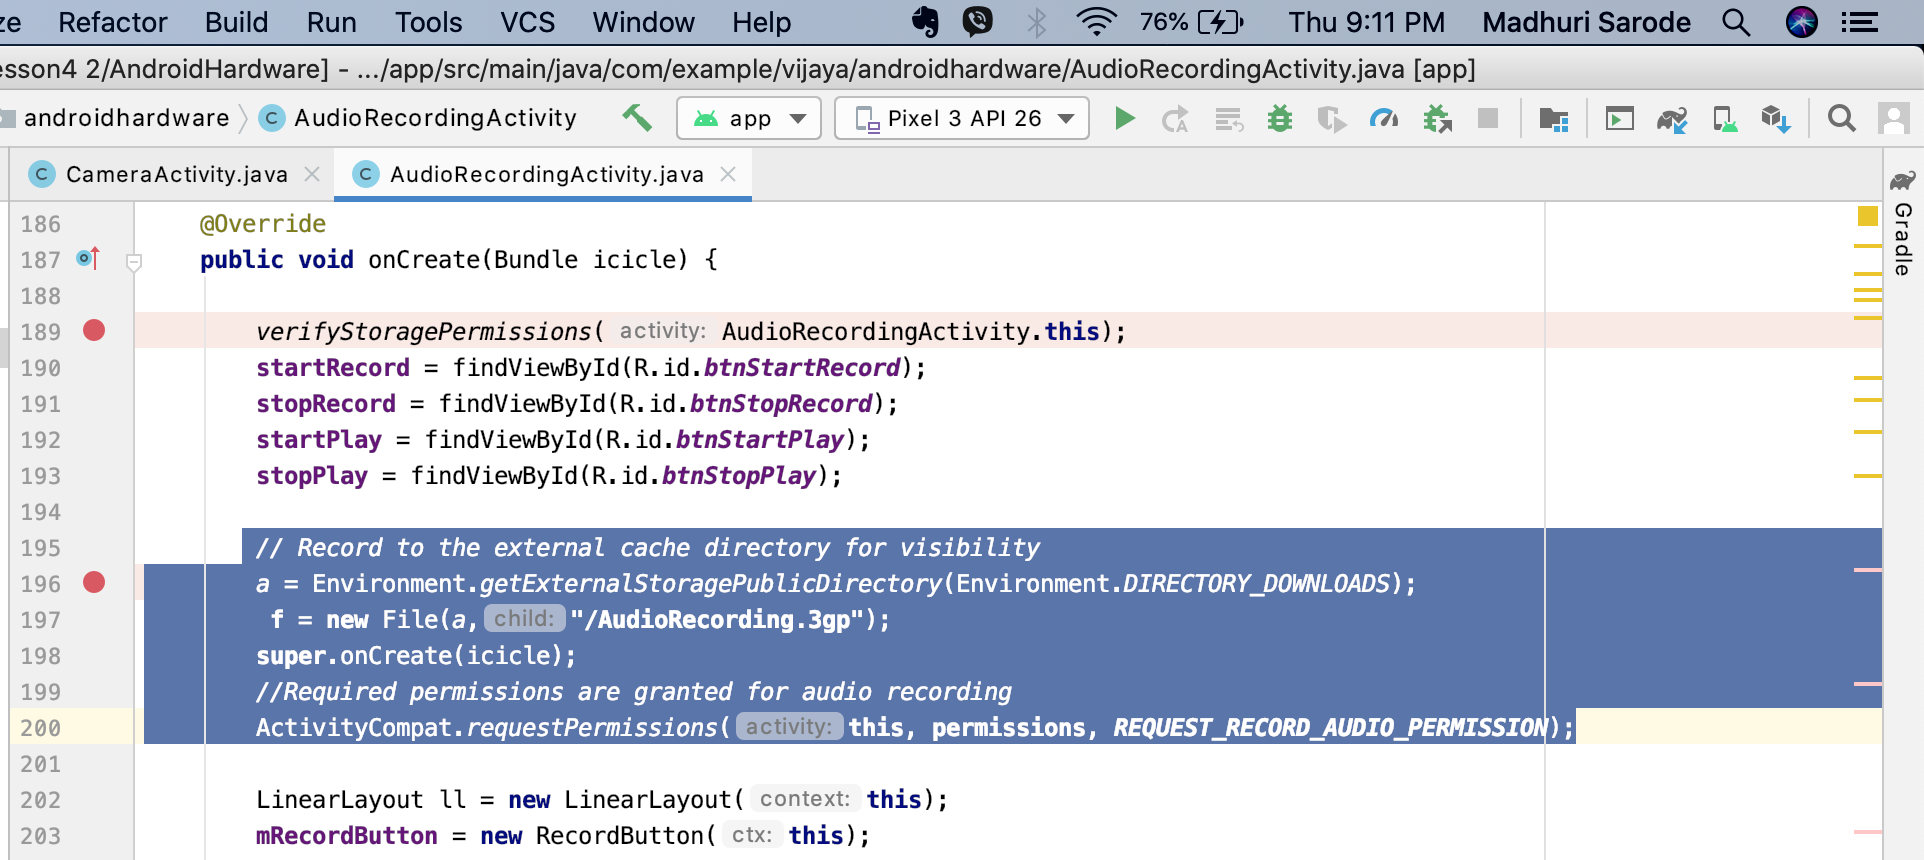 ze Refactor Build Run Tools VCS Window Help 76% Thu 9:11 PM Madhuri Sarode
esson4 2/AndroidHardware] - .../app/src/main/java/com/example/vijaya/androidhardware/AudioRecordingActivity.java [app]
androidhardware C AudioRecordingActivity app Pixel 3 API 26
C CameraActivity.java C AudioRecordingActivity.java
Gradle
186 @Override
187 public void onCreate(Bundle icicle) {
188
189 verifyStoragePermissions( activity: AudioRecordingActivity.this);
190 startRecord = findViewById(R.id.btnStartRecord);
191 stopRecord = findViewById(R.id.btnStopRecord);
192 startPlay = findViewById(R.id.btnStartPlay);
193 stopPlay = findViewById(R.id.btnStopPlay);
194
195 // Record to the external cache directory for visibility
196 a = Environment.getExternalStoragePublicDirectory(Environment.DIRECTORY_DOWNLOADS);
197 f = new File(a, child: "/AudioRecording.3gp");
198 super.onCreate(icicle);
199 //Required permissions are granted for audio recording
200 ActivityCompat.requestPermissions( activity: this, permissions, REQUEST_RECORD_AUDIO_PERMISSION);
201
202 LinearLayout ll = new LinearLayout( context: this);
203 mRecordButton = new RecordButton( ctx: this);